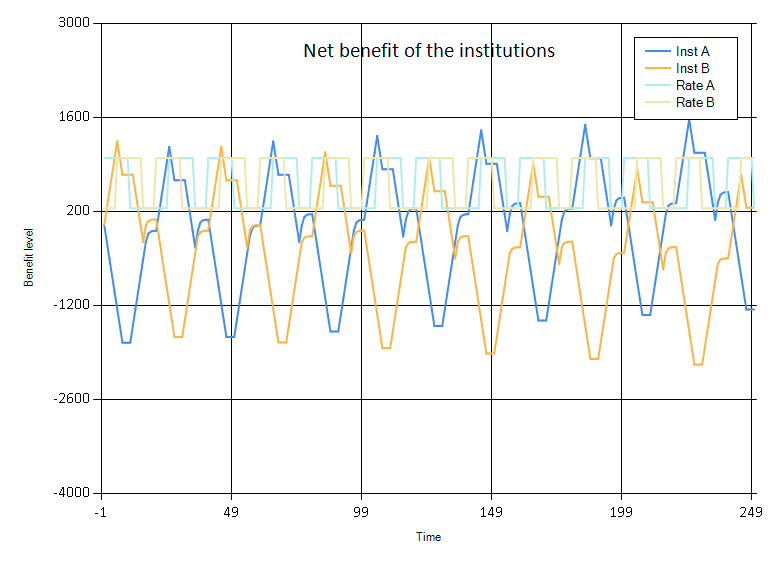 Net benefit of the institutions
Inst A
Inst B
Rate A
Rate B
3000
1600
200
-1200
-2600
-4000
Benefit level
-1 49 99 149 199 249
Time